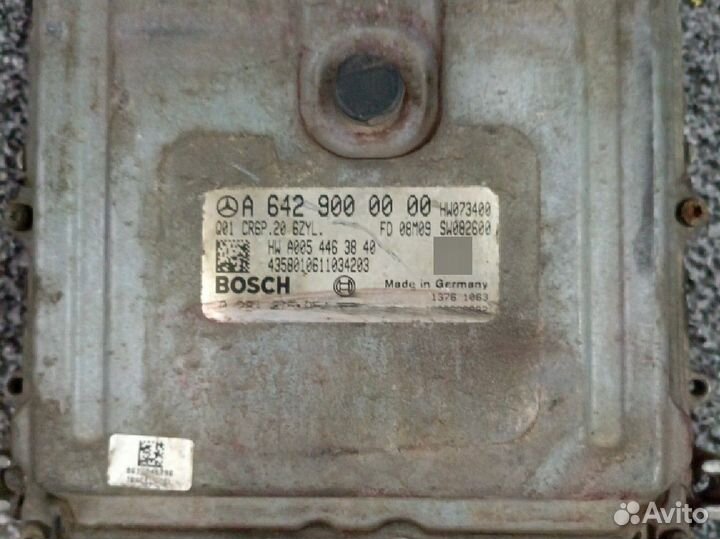 A 642 900 00 00 HW073400
Q01 CR6P.20 6ZYL. FD 08M09 SW082600
HW A005 446 38 40
4358010611034203
BOSCH Made in Germany
1376 1063
Avito